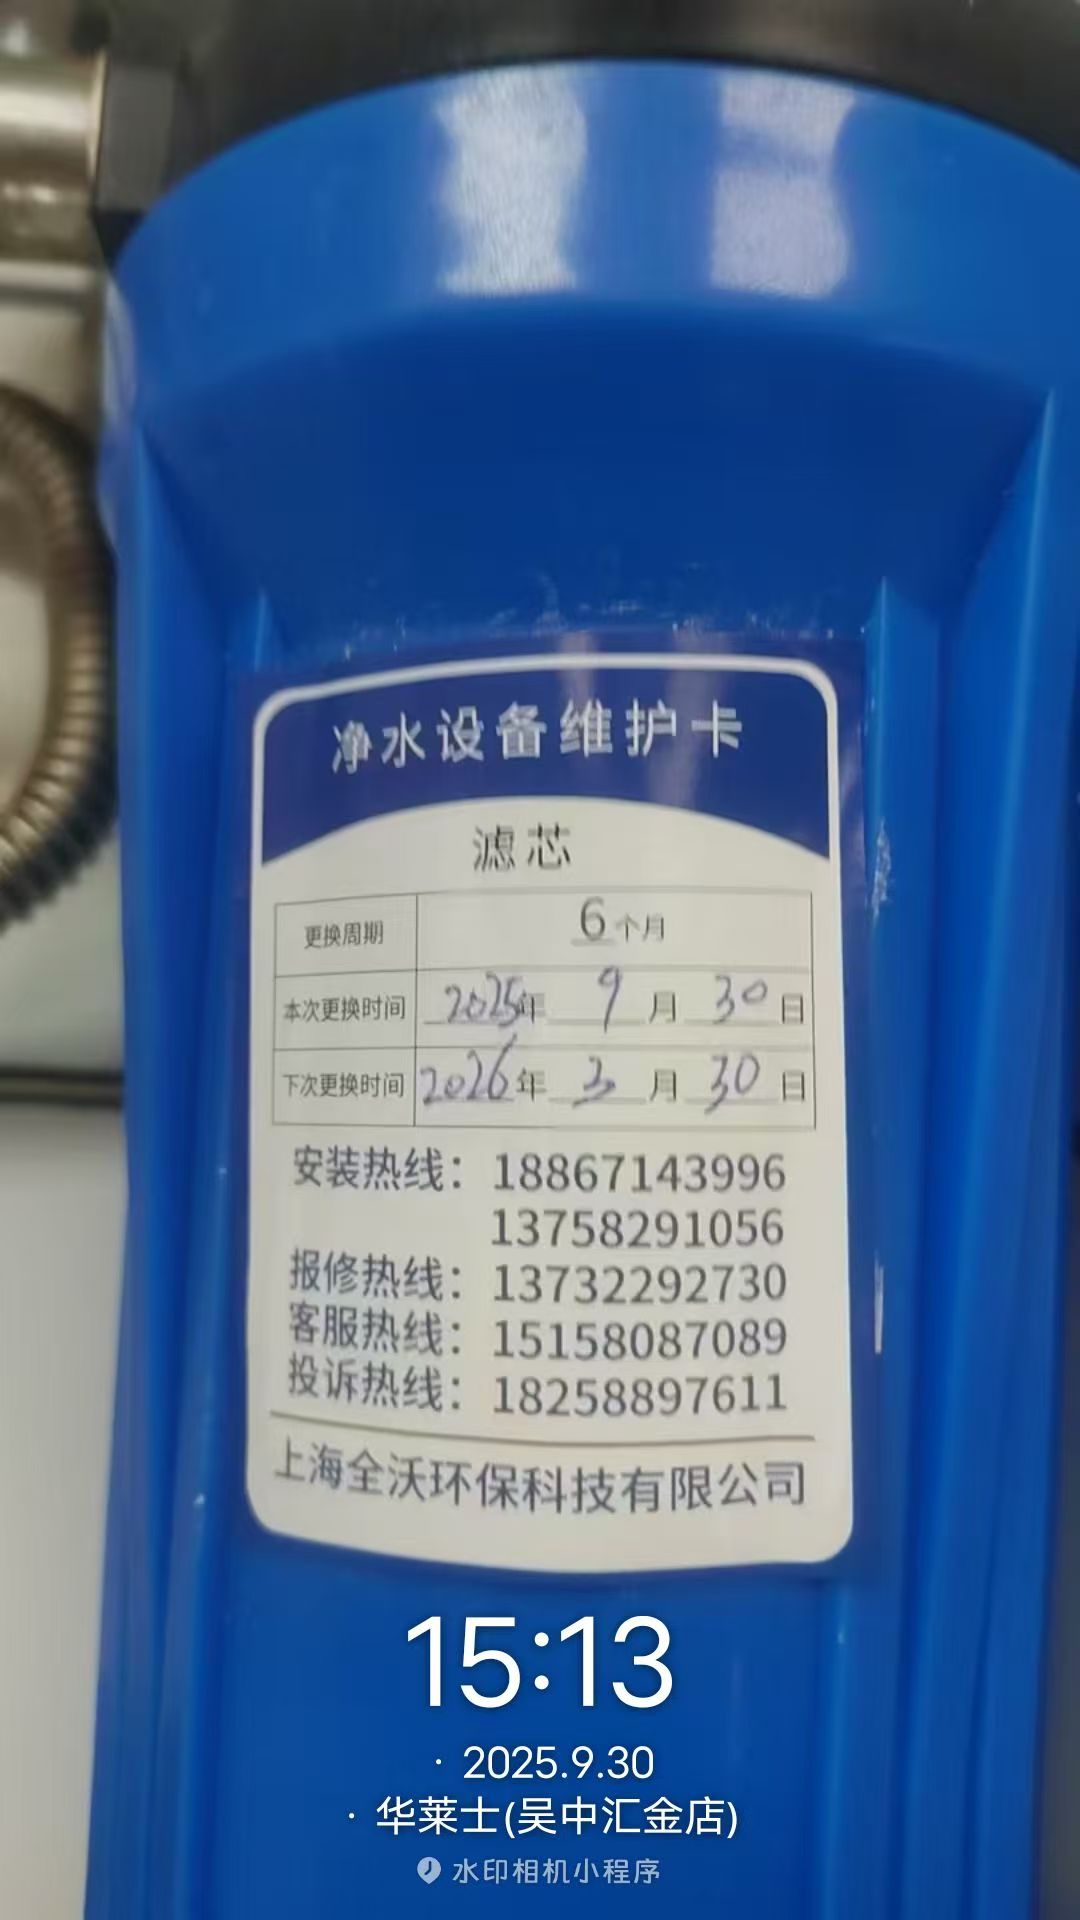 净水设备维护卡
滤芯
更换周期 6个月
本次更换时间 2025年 9月 30日
下次更换时间 2026年 3月 30日
安装热线：18867143996
13758291056
报修热线：13732292730
客服热线：15158087089
投诉热线：18258897611
上海全沃环保科技有限公司
15:13
· 2025.9.30
· 华莱士(吴中汇金店)
水印相机小程序